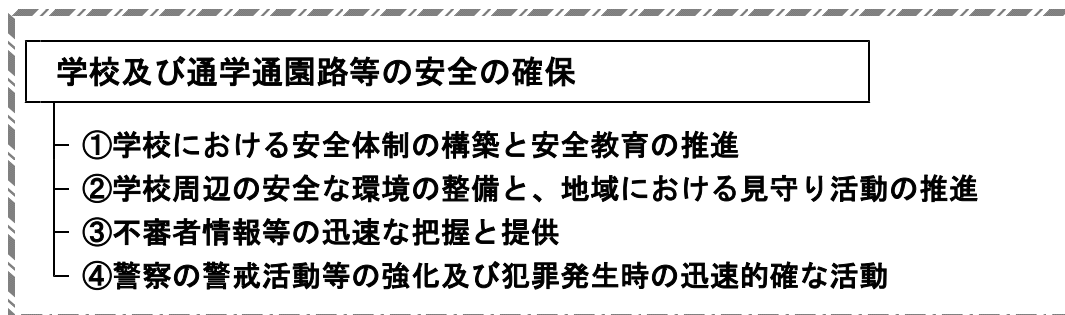 学校及び通学通園路等の安全の確保
①学校における安全体制の構築と安全教育の推進
②学校周辺の安全な環境の整備と、地域における見守り活動の推進
③不審者情報等の迅速な把握と提供
④警察の警戒活動等の強化及び犯罪発生時の迅速的確な活動